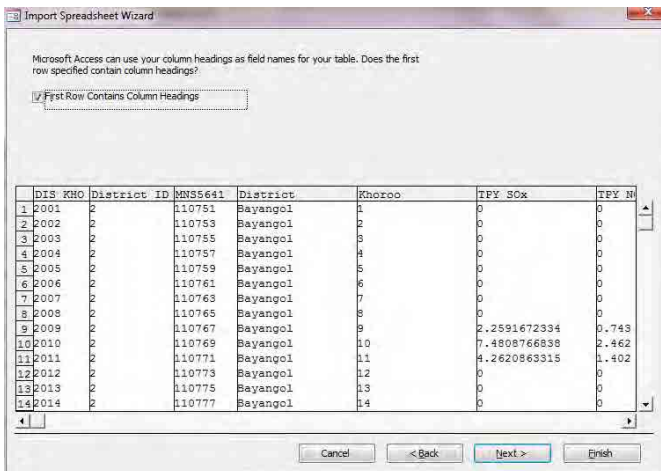 Import Spreadsheet Wizard
Microsoft Access can use your column headings as field names for your table. Does the first
row specified contain column headings?
First Row Contains Column Headings
DIS KHO District ID MNS5641 District Khoroo TPY SOx TPY N
1 2001 2 110751 Bayangol 1 0 0
2 2002 2 110753 Bayangol 2 0 0
3 2003 2 110755 Bayangol 3 0 0
4 2004 2 110757 Bayangol 4 0 0
5 2005 2 110759 Bayangol 5 0 0
6 2006 2 110761 Bayangol 6 0 0
7 2007 2 110763 Bayangol 7 0 0
8 2008 2 110765 Bayangol 8 0 0
9 2009 2 110767 Bayangol 9 2.2591672334 0.743
10 2010 2 110769 Bayangol 10 7.4808766838 2.462
11 2011 2 110771 Bayangol 11 4.2620863315 1.402
12 2012 2 110773 Bayangol 12 0 0
13 2013 2 110775 Bayangol 13 0 0
14 2014 2 110777 Bayangol 14 0 0
Cancel < Back Next > Finish